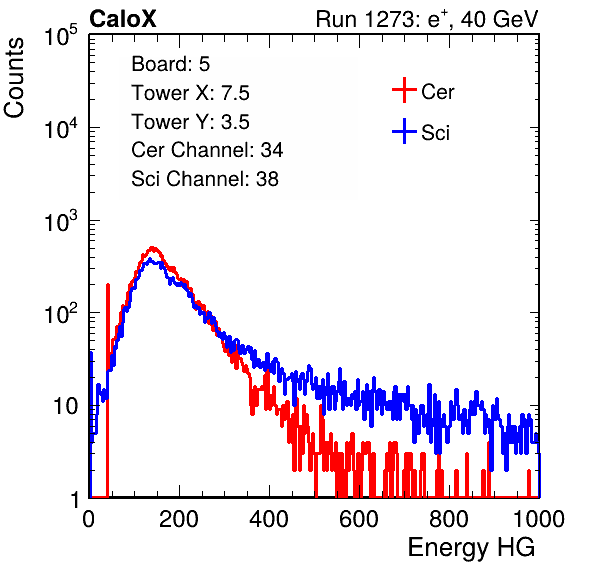 CaloX Run 1273: e⁺, 40 GeV
Counts
Board: 5
Tower X: 7.5
Tower Y: 3.5
Cer Channel: 34
Sci Channel: 38
Cer
Sci
10⁵
10⁴
10³
10²
10
1
0 200 400 600 800 1000
Energy HG